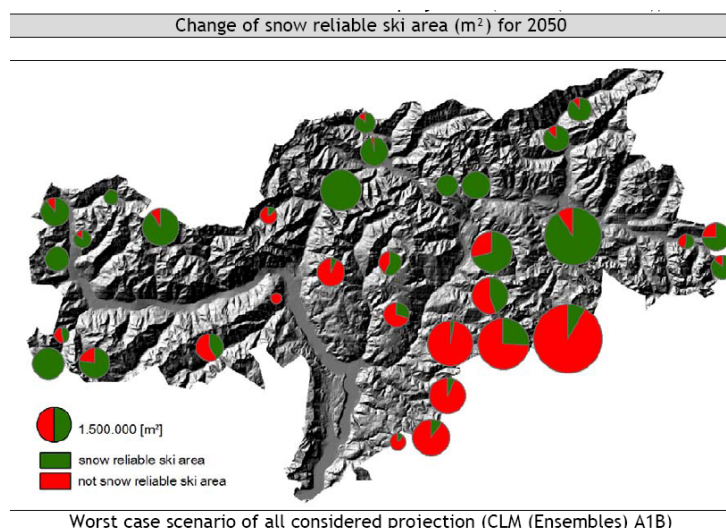 Change of snow reliable ski area (m²) for 2050
1.500.000 [m²]
snow reliable ski area
not snow reliable ski area
Worst case scenario of all considered projection (CLM (Ensembles) A1B)